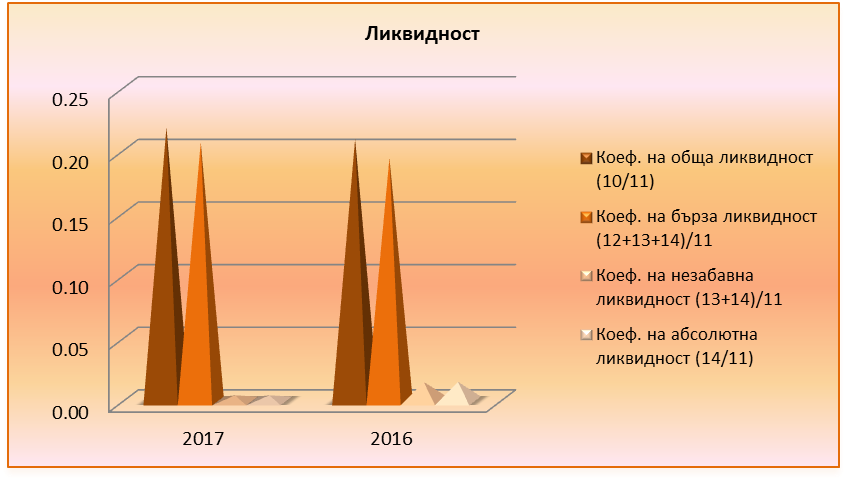 Ликвидност
0.25
0.20
0.15
0.10
0.05
0.00
2017
2016
Коеф. на обща ликвидност
(10/11)
Коеф. на бърза ликвидност
(12+13+14)/11
Коеф. на незабавна
ликвидност (13+14)/11
Коеф. на абсолютна
ликвидност (14/11)